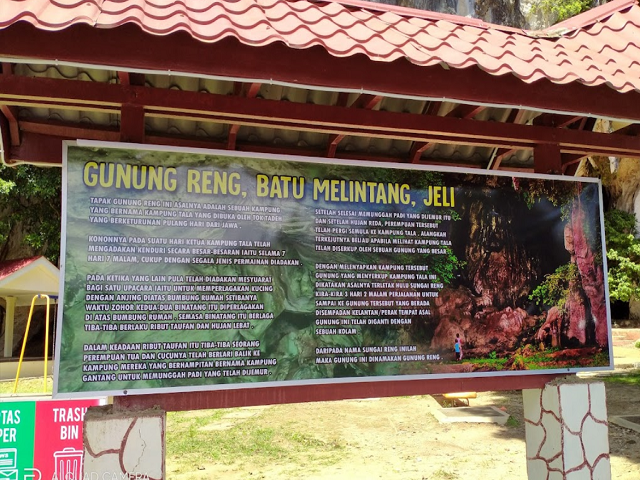 GUNUNG RENG, BATU MELINTANG, JELI
TAPAK GUNUNG RENG INI ASALNYA ADALAH SEBUAH KAMPUNG
YANG BERNAMA KAMPUNG TALA YANG DIBUKA OLEH TOK TADEH
YANG BERKETURUNAN PULANG HARI DARI JAWA.
KONONNYA PADA SUATU HARI KETUA KAMPUNG TALA TELAH
MENGADAKAN KENDURI SECARA BESAR-BESARAN IAITU SELAMA 7
HARI 7 MALAM, CUKUP DENGAN SEGALA JENIS PERMAINAN DIADAKAN.
PADA KETIKA YANG LAIN PULA TELAH DIADAKAN MESYUARAT
BAGI SATU UPACARA IAITU UNTUK MEMPERLAGAKAN KUCING
DENGAN ANJING DIATAS BUMBUNG RUMAH SETIBANYA
WAKTU ZOHOR KEDUA-DUA BINATANG ITU DIPERLAGAKAN
DI ATAS BUMBUNG RUMAH. SEMASA BINATANG ITU BERLAGA
TIBA-TIBA BERLAKU RIBUT TAUFAN DAN HUJAN LEBAT.
DALAM KEADAAN RIBUT TAUFAN ITU TIBA-TIBA SEORANG
PEREMPUAN TUA DAN CUCUNYA TELAH BERLARI BALIK KE
KAMPUNG MEREKA YANG BERHAMPITAN BERNAMA KAMPUNG
GANTANG UNTUK MEMUNGGAH PADI YANG TELAH DIJEMUR.
SETELAH SELESAI MEMUNGGAH PADI YANG DIJEMUR ITU
DAN SETELAH HUJAN REDA, PEREMPUAN TERSEBUT
TELAH PERGI SEMULA KE KAMPUNG TALA . ALANGKAH
TERKEJUTNYA BELIAU APABILA MELIHAT KAMPUNG TALA
TELAH DISERKUP OLEH SEBUAH GUNUNG YANG BESAR
DENGAN MELENYAPKAN KAMPUNG TERSEBUT
GUNUNG YANG MENYERKUP KAMPUNG TALA INI
DIKATAKAN ASALNYA TERLETAK HULU SUNGAI RENG
KIRA-KIRA 3 HARI 2 MALAM PERJALANAN UNTUK
SAMPAI KE GUNUNG TERSEBUT YANG BERADA
DISEMPADAN KELANTAN/PERAK TEMPAT ASAL
GUNUNG INI TELAH DIGANTI DENGAN
SEBUAH KOLAM .
DARIPADA NAMA SUNGAI RENG INILAH
MAKA GUNUNG INI DINAMAKAN GUNUNG RENG
TRASH
BIN
AI QUAD CAMERA